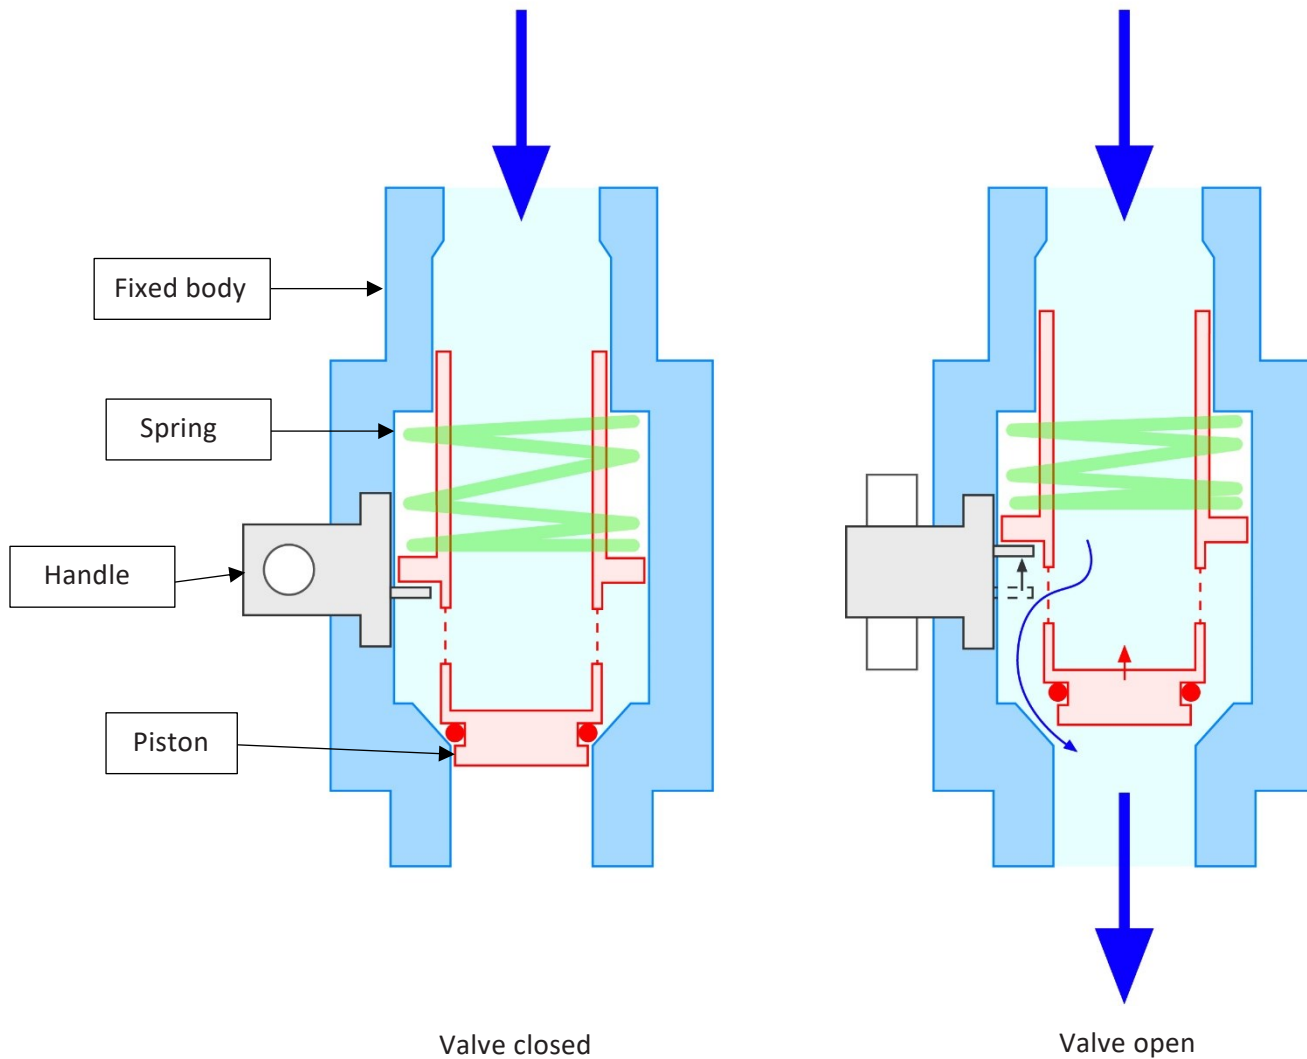 Fixed body
Spring
Handle
Piston
Valve closed
Valve open